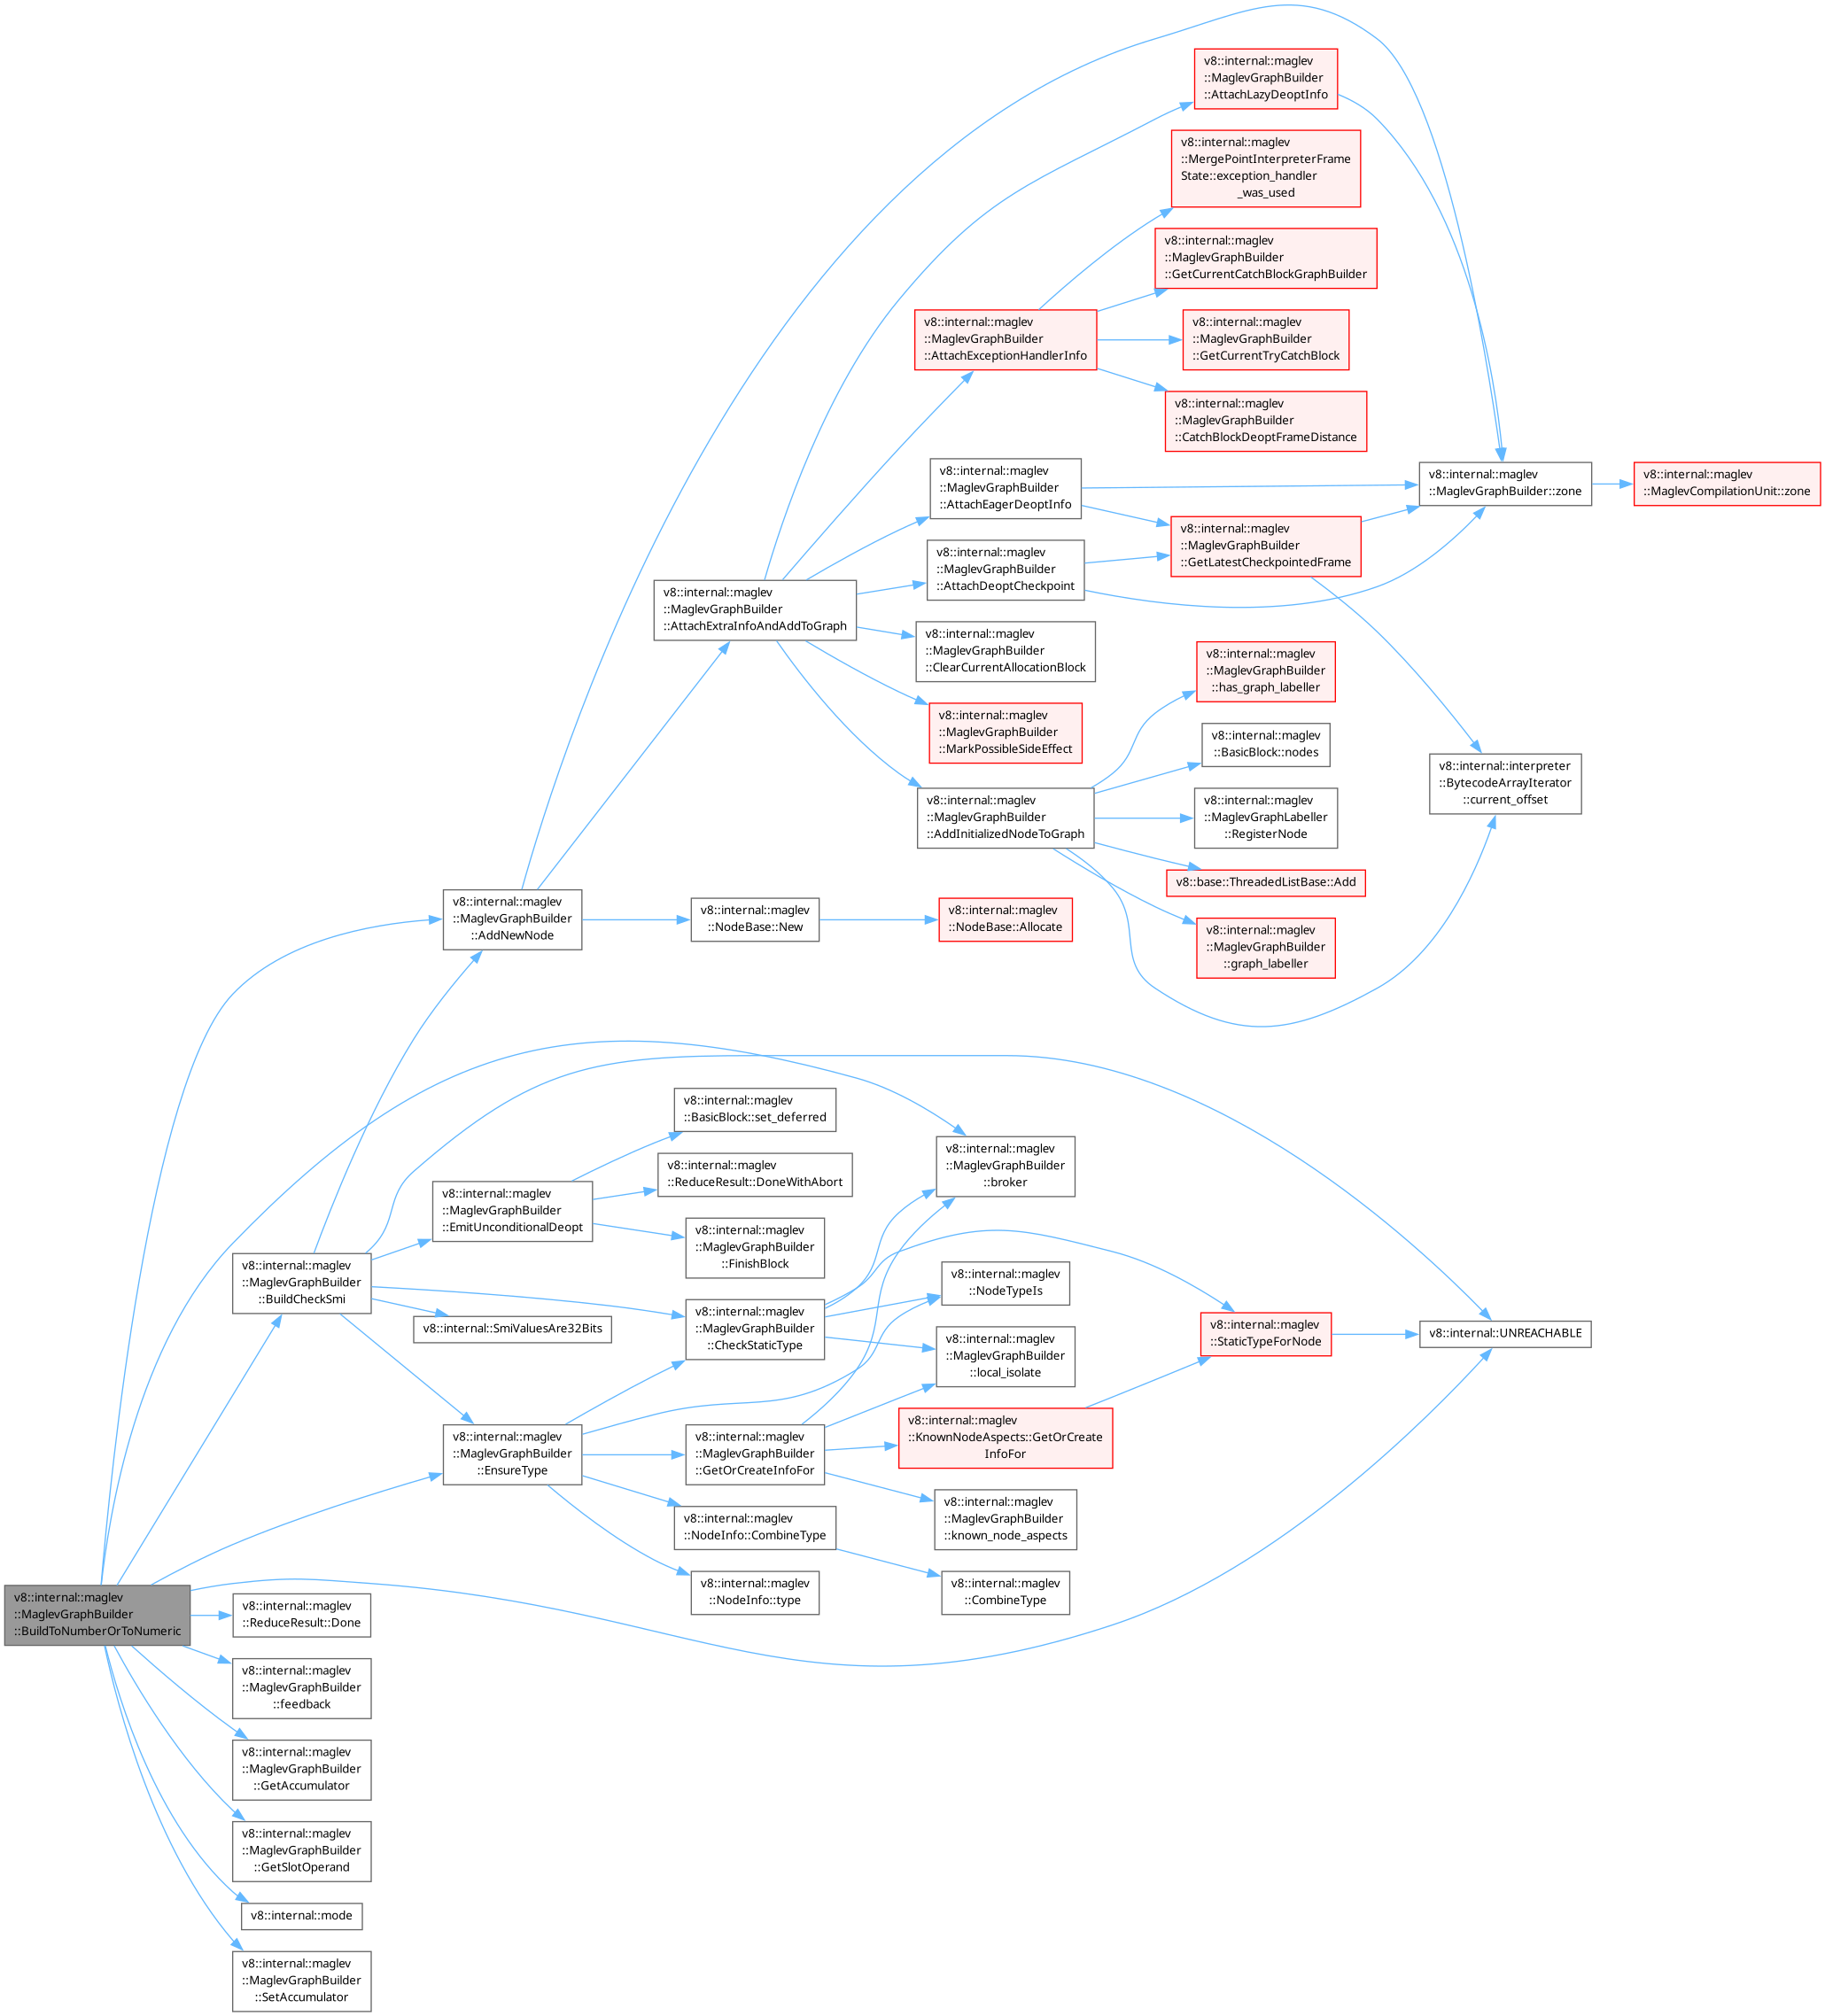 v8::internal::maglev
::MaglevGraphBuilder
::AttachLazyDeoptInfo
v8::internal::maglev
::MergePointInterpreterFrame
State::exception_handler
_was_used
v8::internal::maglev
::MaglevGraphBuilder
::GetCurrentCatchBlockGraphBuilder
v8::internal::maglev
::MaglevGraphBuilder
::AttachExceptionHandlerInfo
v8::internal::maglev
::MaglevGraphBuilder
::GetCurrentTryCatchBlock
v8::internal::maglev
::MaglevGraphBuilder
::CatchBlockDeoptFrameDistance
v8::internal::maglev
::MaglevGraphBuilder
::AttachEagerDeoptInfo
v8::internal::maglev
::MaglevGraphBuilder::zone
v8::internal::maglev
::MaglevCompilationUnit::zone
v8::internal::maglev
::MaglevGraphBuilder
::GetLatestCheckpointedFrame
v8::internal::maglev
::MaglevGraphBuilder
::AttachDeoptCheckpoint
v8::internal::maglev
::MaglevGraphBuilder
::AttachExtraInfoAndAddToGraph
v8::internal::maglev
::MaglevGraphBuilder
::ClearCurrentAllocationBlock
v8::internal::maglev
::MaglevGraphBuilder
::has_graph_labeller
v8::internal::maglev
::MaglevGraphBuilder
::MarkPossibleSideEffect
v8::internal::maglev
::BasicBlock::nodes
v8::internal::interpreter
::BytecodeArrayIterator
::current_offset
v8::internal::maglev
::MaglevGraphBuilder
::AddInitializedNodeToGraph
v8::internal::maglev
::MaglevGraphLabeller
::RegisterNode
v8::base::ThreadedListBase::Add
v8::internal::maglev
::MaglevGraphBuilder
::AddNewNode
v8::internal::maglev
::NodeBase::New
v8::internal::maglev
::NodeBase::Allocate
v8::internal::maglev
::MaglevGraphBuilder
::graph_labeller
v8::internal::maglev
::BasicBlock::set_deferred
v8::internal::maglev
::MaglevGraphBuilder
::broker
v8::internal::maglev
::ReduceResult::DoneWithAbort
v8::internal::maglev
::MaglevGraphBuilder
::EmitUnconditionalDeopt
v8::internal::maglev
::MaglevGraphBuilder
::FinishBlock
v8::internal::maglev
::MaglevGraphBuilder
::BuildCheckSmi
v8::internal::maglev
::NodeTypeIs
v8::internal::SmiValuesAre32Bits
v8::internal::maglev
::MaglevGraphBuilder
::CheckStaticType
v8::internal::maglev
::StaticTypeForNode
v8::internal::UNREACHABLE
v8::internal::maglev
::MaglevGraphBuilder
::local_isolate
v8::internal::maglev
::KnownNodeAspects::GetOrCreate
InfoFor
v8::internal::maglev
::MaglevGraphBuilder
::EnsureType
v8::internal::maglev
::MaglevGraphBuilder
::GetOrCreateInfoFor
v8::internal::maglev
::MaglevGraphBuilder
::known_node_aspects
v8::internal::maglev
::NodeInfo::CombineType
v8::internal::maglev
::NodeInfo::type
v8::internal::maglev
::CombineType
v8::internal::maglev
::MaglevGraphBuilder
::BuildToNumberOrToNumeric
v8::internal::maglev
::ReduceResult::Done
v8::internal::maglev
::MaglevGraphBuilder
::feedback
v8::internal::maglev
::MaglevGraphBuilder
::GetAccumulator
v8::internal::maglev
::MaglevGraphBuilder
::GetSlotOperand
v8::internal::mode
v8::internal::maglev
::MaglevGraphBuilder
::SetAccumulator